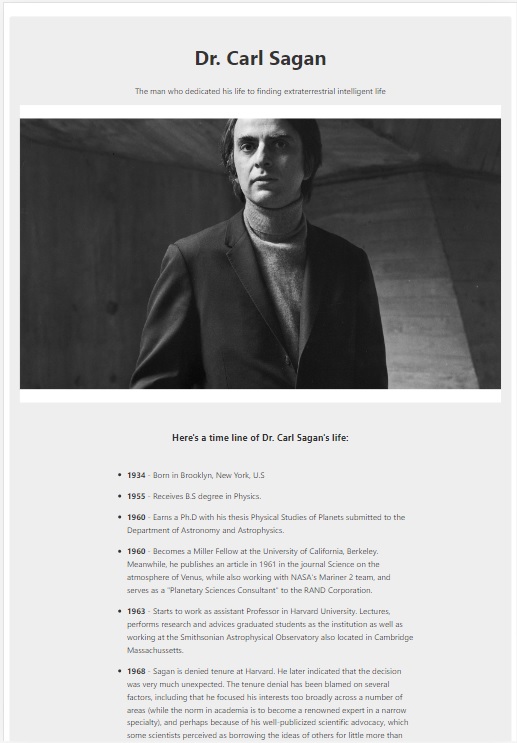 Dr. Carl Sagan
The man who dedicated his life to finding extraterrestrial intelligent life
Here's a time line of Dr. Carl Sagan's life:
• 1934 - Born in Brooklyn, New York, U.S
• 1955 - Receives B.S degree in Physics.
• 1960 - Earns a Ph.D with his thesis Physical Studies of Planets submitted to the
Department of Astronomy and Astrophysics.
• 1960 - Becomes a Miller Fellow at the University of California, Berkeley.
Meanwhile, he publishes an article in 1961 in the journal Science on the
atmosphere of Venus, while also working with NASA's Mariner 2 team, and
serves as a "Planetary Sciences Consultant" to the RAND Corporation.
• 1963 - Starts to work as assistant Professor in Harvard University. Lectures,
performs research and advices graduated students as the institution as well as
working at the Smithsonian Astrophysical Observatory also located in Cambridge
Massachussetts.
• 1968 - Sagan is denied tenure at Harvard. He later indicated that the decision
was very much unexpected. The tenure denial has been blamed on several
factors, including that he focused his interests too broadly across a number of
areas (while the norm in academia is to become a renowned expert in a narrow
specialty), and perhaps because of his well-publicized scientific advocacy, which
some scientists perceived as borrowing the ideas of others for little more than